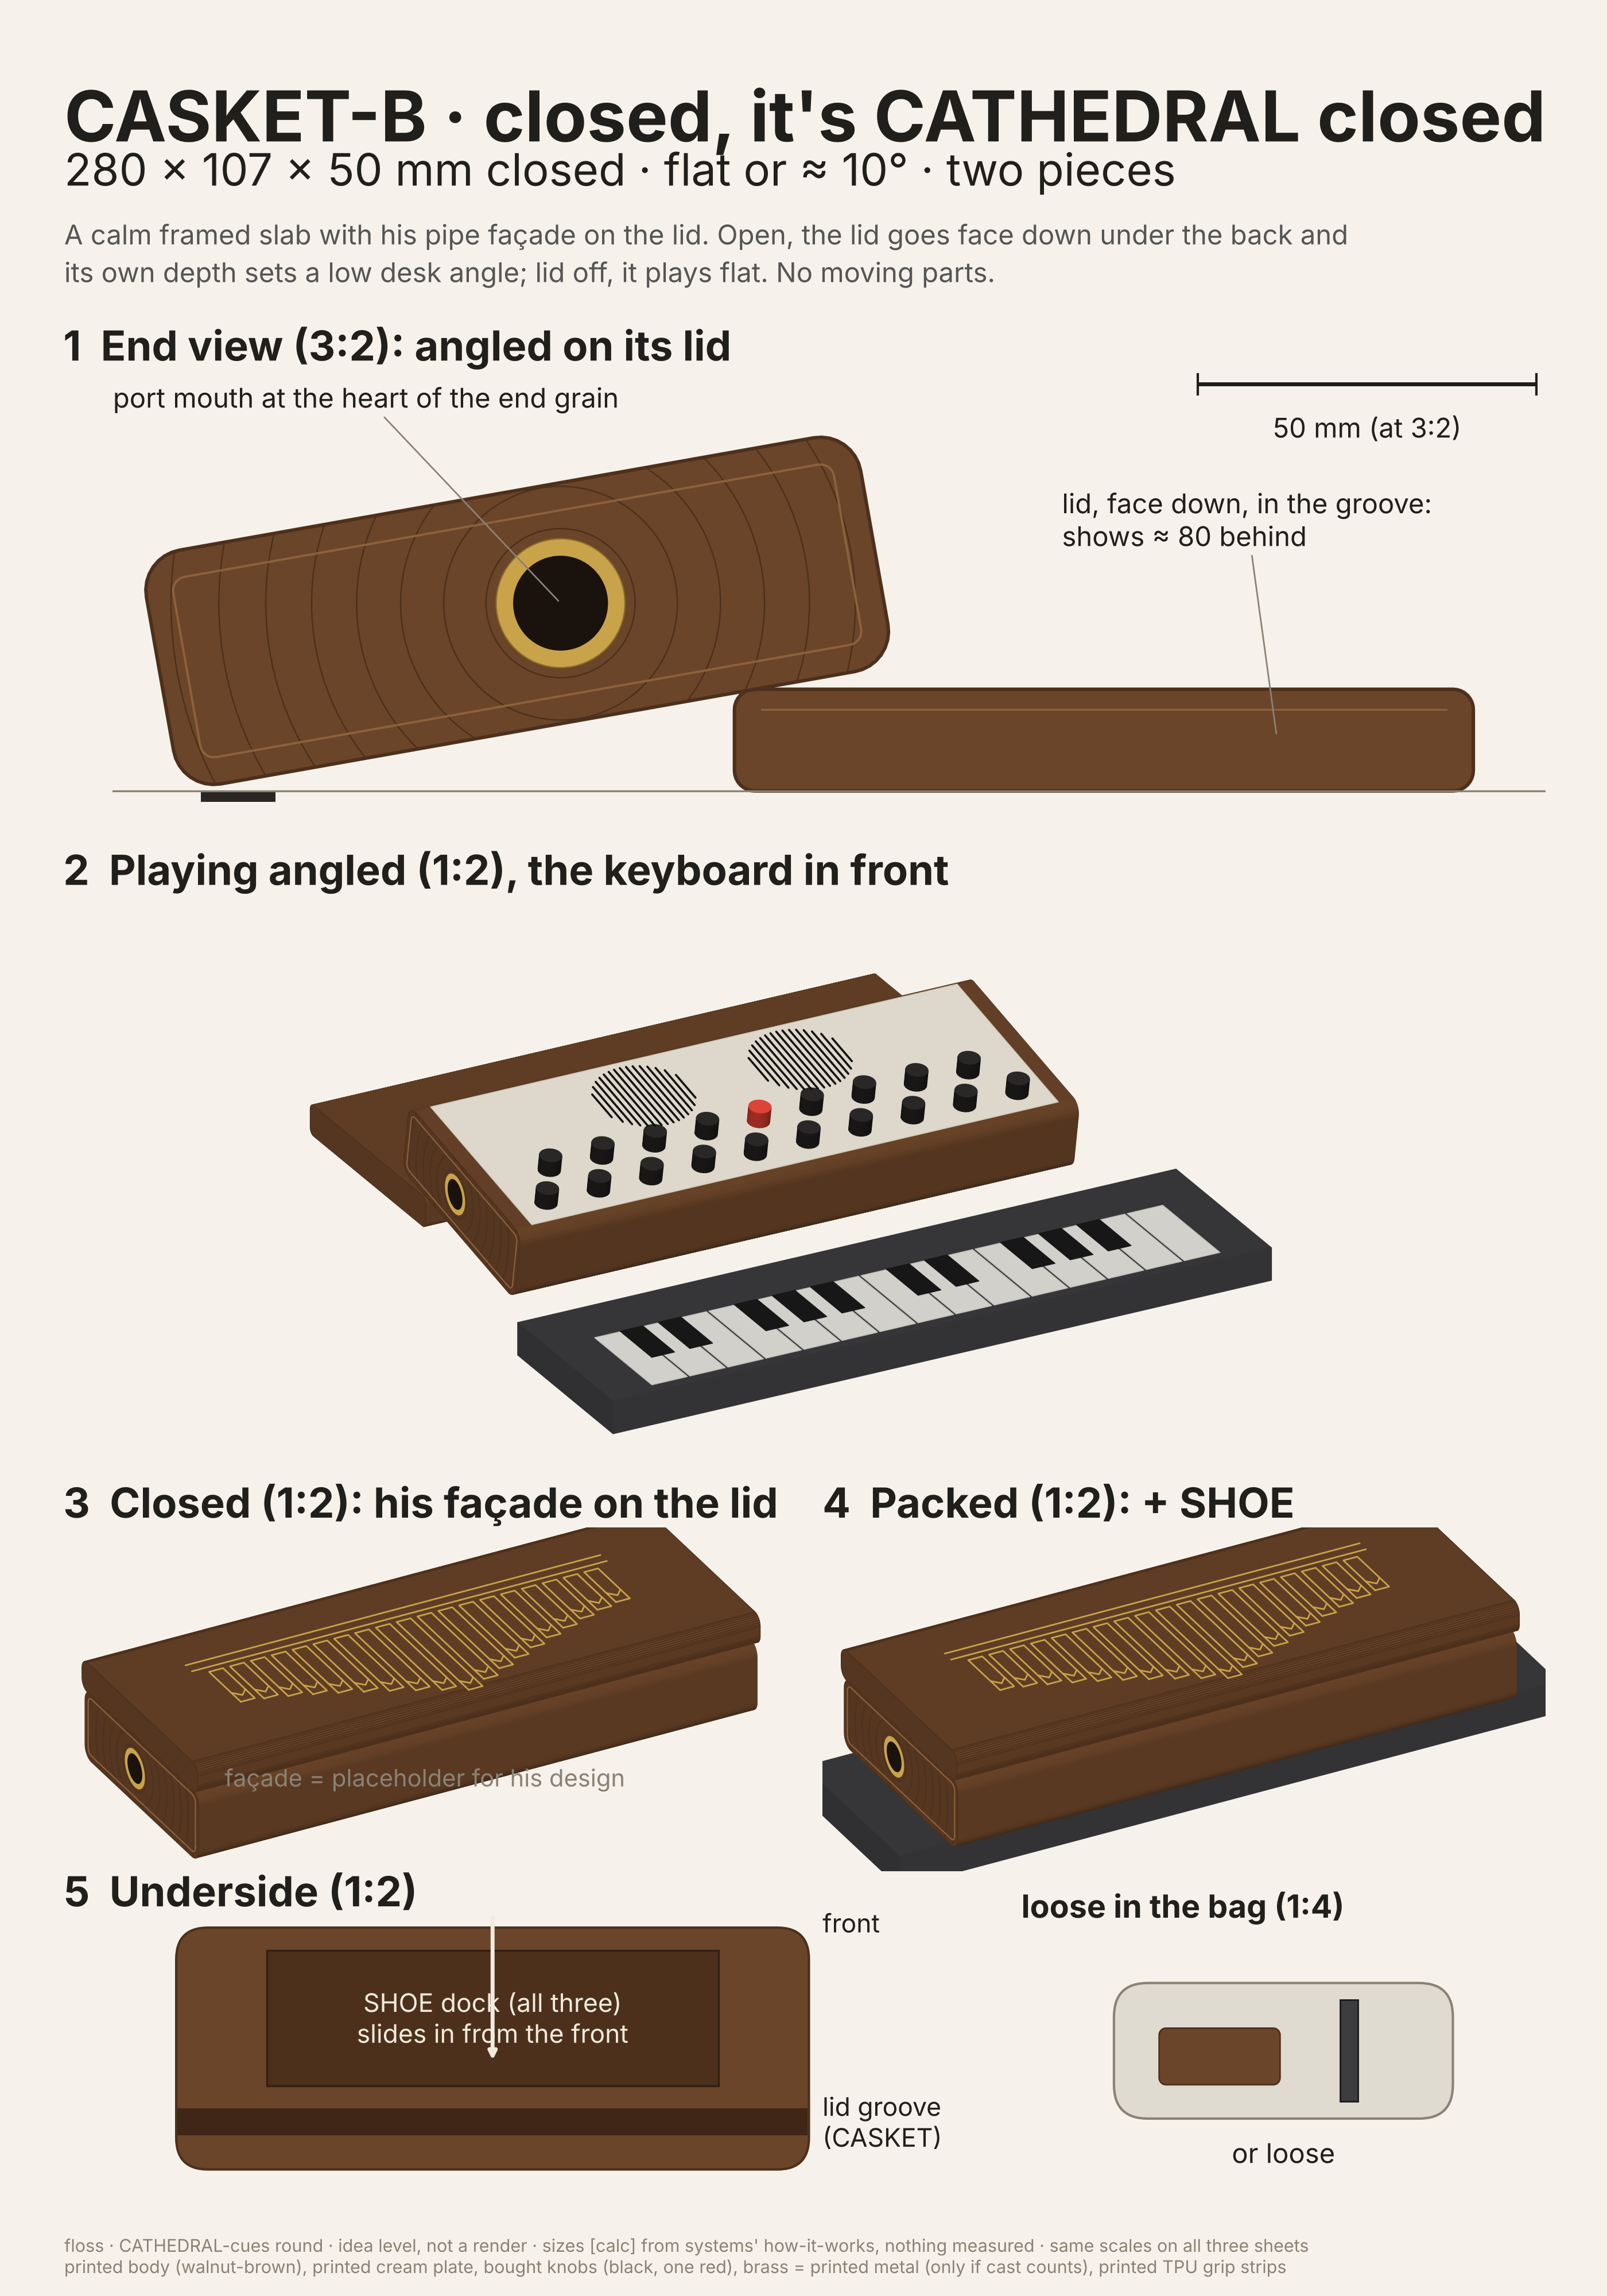 CASKET-B · closed, it's CATHEDRAL closed
280 × 107 × 50 mm closed · flat or ≈ 10° · two pieces
A calm framed slab with his pipe façade on the lid. Open, the lid goes face down under the back and
its own depth sets a low desk angle; lid off, it plays flat. No moving parts.
1 End view (3:2): angled on its lid
port mouth at the heart of the end grain
50 mm (at 3:2)
lid, face down, in the groove:
shows ≈ 80 behind
2 Playing angled (1:2), the keyboard in front
3 Closed (1:2): his façade on the lid
4 Packed (1:2): + SHOE
façade = placeholder for his design
5 Underside (1:2)
front
loose in the bag (1:4)
SHOE dock (all three)
slides in from the front
lid groove
(CASKET)
or loose
floss · CATHEDRAL-cues round · idea level, not a render · sizes [calc] from systems' how-it-works, nothing measured · same scales on all three sheets
printed body (walnut-brown), printed cream plate, bought knobs (black, one red), brass = printed metal (only if cast counts), printed TPU grip strips